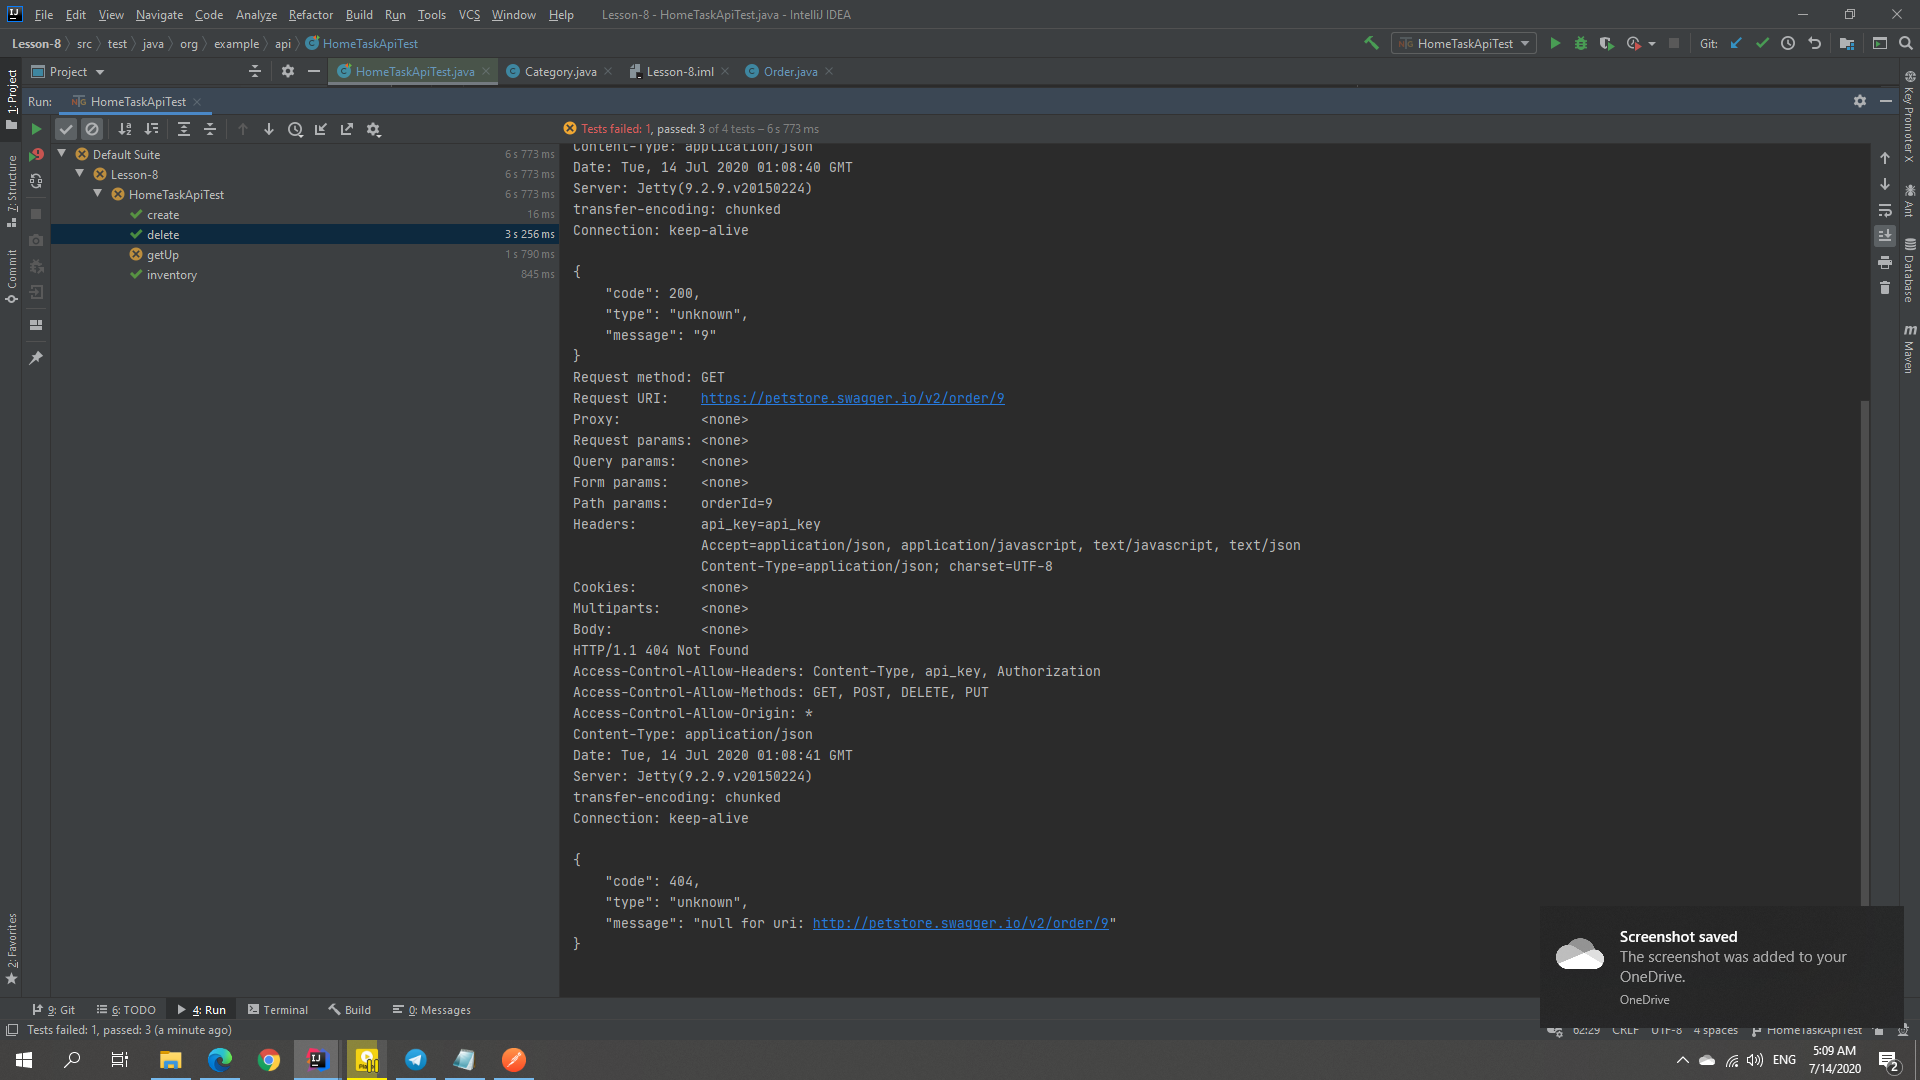 File Edit View Navigate Code Analyze Refactor Build Run Tools VCS Window Help Lesson-8 - HomeTaskApiTest.java - IntelliJ IDEA
Lesson-8 src test java org example api HomeTaskApiTest HomeTaskApiTest Git:
Project HomeTaskApiTest.java Category.java Lesson-8.iml Order.java
Run: HomeTaskApiTest
Tests failed: 1, passed: 3 of 4 tests – 6 s 773 ms
Default Suite 6 s 773 ms
Lesson-8 6 s 773 ms
HomeTaskApiTest 6 s 773 ms
create 16 ms
delete 3 s 256 ms
getUp 1 s 790 ms
inventory 845 ms
Content-Type: application/json
Date: Tue, 14 Jul 2020 01:08:40 GMT
Server: Jetty(9.2.9.v20150224)
transfer-encoding: chunked
Connection: keep-alive
{
"code": 200,
"type": "unknown",
"message": "9"
}
Request method: GET
Request URI: https://petstore.swagger.io/v2/order/9
Proxy: <none>
Request params: <none>
Query params: <none>
Form params: <none>
Path params: orderId=9
Headers: api_key=api_key
Accept=application/json, application/javascript, text/javascript, text/json
Content-Type=application/json; charset=UTF-8
Cookies: <none>
Multiparts: <none>
Body: <none>
HTTP/1.1 404 Not Found
Access-Control-Allow-Headers: Content-Type, api_key, Authorization
Access-Control-Allow-Methods: GET, POST, DELETE, PUT
Access-Control-Allow-Origin: *
Content-Type: application/json
Date: Tue, 14 Jul 2020 01:08:41 GMT
Server: Jetty(9.2.9.v20150224)
transfer-encoding: chunked
Connection: keep-alive
{
"code": 404,
"type": "unknown",
"message": "null for uri: http://petstore.swagger.io/v2/order/9"
}
1: Project
7: Structure
Commit
2: Favorites
Key Promoter X
Ant
Database
Maven
Screenshot saved
The screenshot was added to your
OneDrive.
OneDrive
9: Git 6: TODO 4: Run Terminal Build 0: Messages
Tests failed: 1, passed: 3 (a minute ago) 62:29 CRLF UTF-8 4 spaces HomeTaskApiTest
ENG 5:09 AM
7/14/2020
2